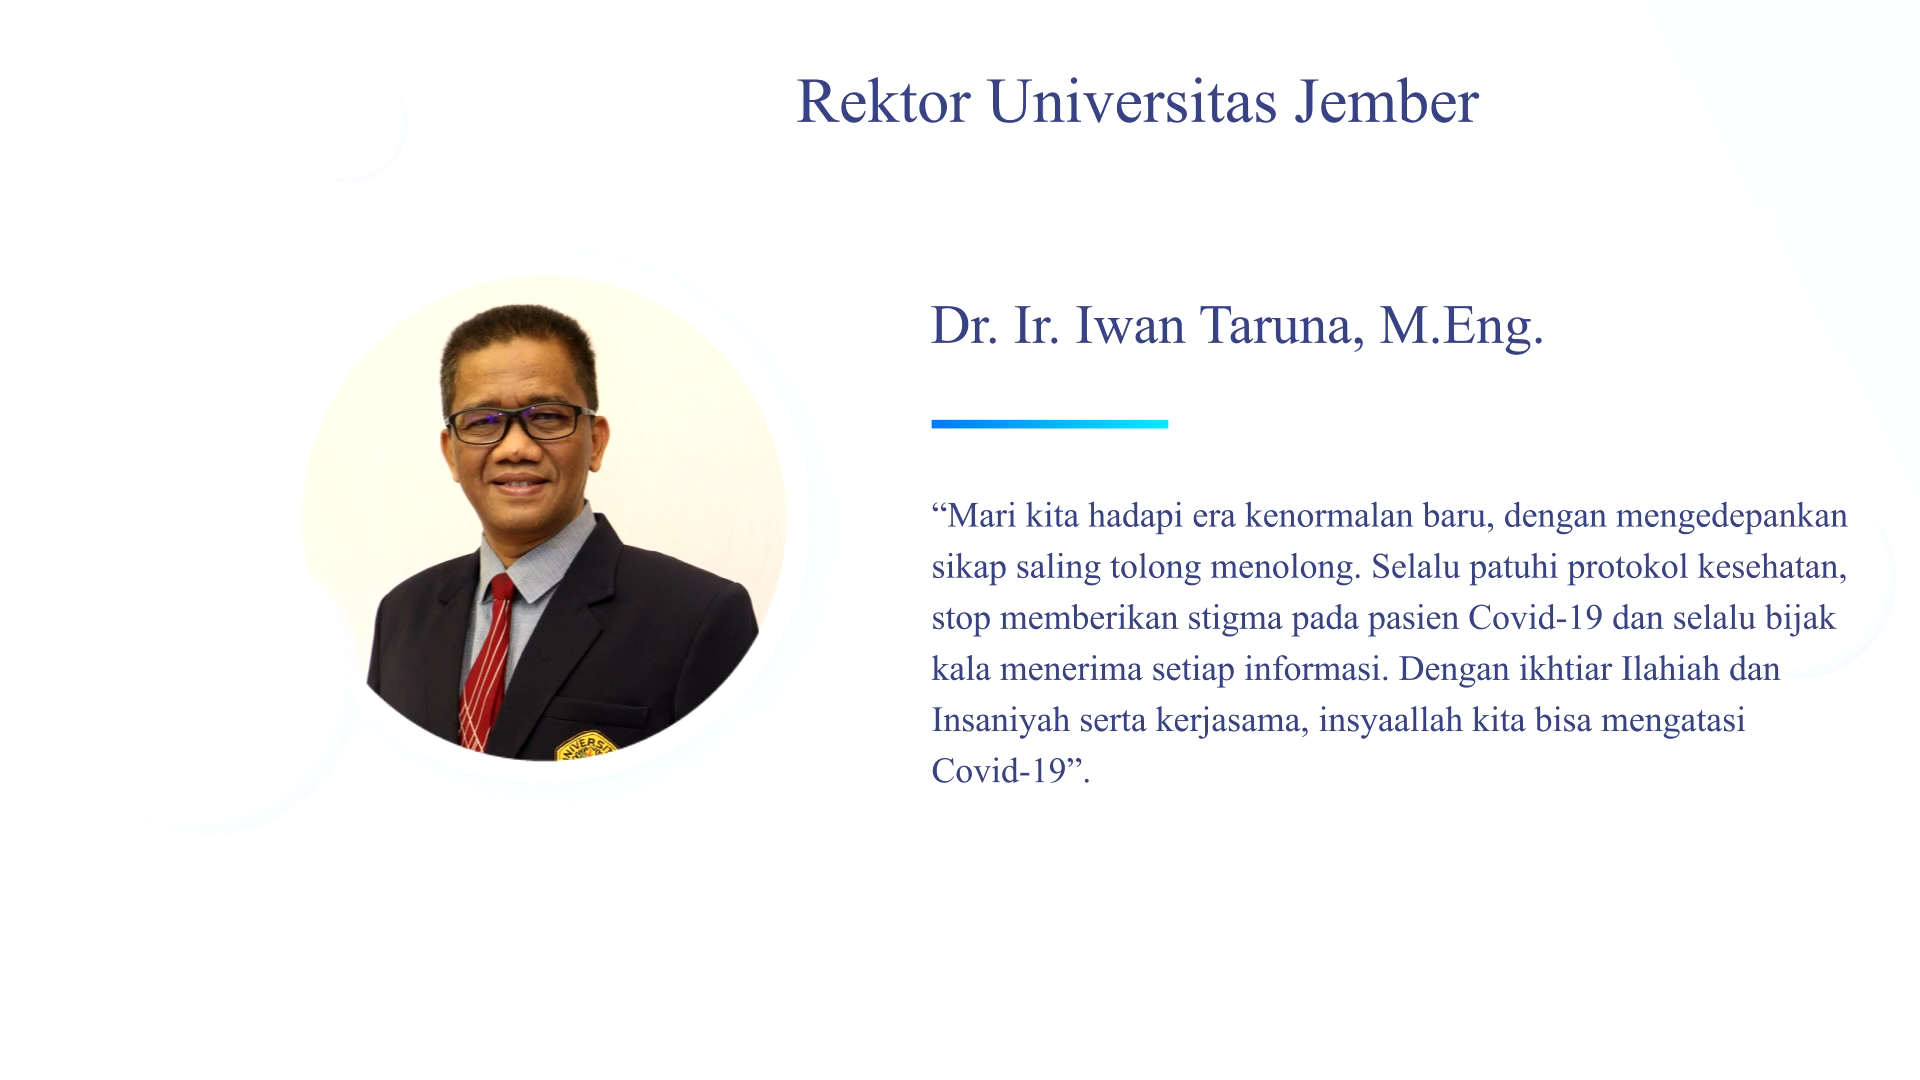 Rektor Universitas Jember
Dr. Ir. Iwan Taruna, M.Eng.
“Mari kita hadapi era kenormalan baru, dengan mengedepankan
sikap saling tolong menolong. Selalu patuhi protokol kesehatan,
stop memberikan stigma pada pasien Covid-19 dan selalu bijak
kala menerima setiap informasi. Dengan ikhtiar Ilahiah dan
Insaniyah serta kerjasama, insyaallah kita bisa mengatasi
Covid-19”.